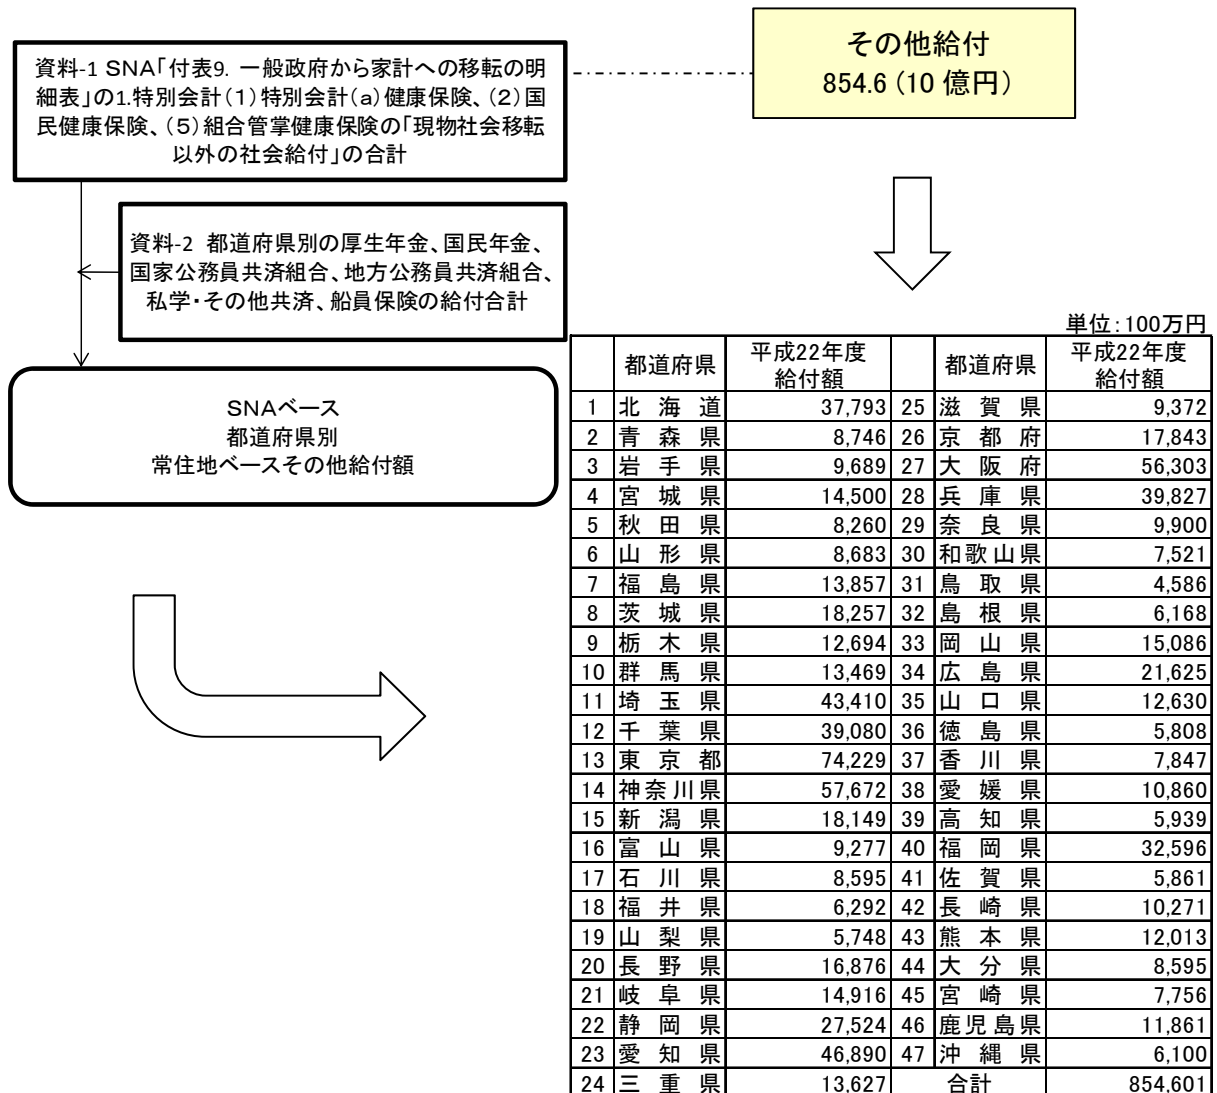 その他給付
854.6(10 億円)
資料-1 SNA「付表9. 一般政府から家計への移転の明
細表」の1.特別会計(1)特別会計(a)健康保険、(2)国
民健康保険、(5)組合管掌健康保険の「現物社会移転
以外の社会給付」の合計
資料-2 都道府県別の厚生年金、国民年金、
国家公務員共済組合、地方公務員共済組合、
私学・その他共済、船員保険の給付合計
SNAベース
都道府県別
常住地ベースその他給付額
単位:100万円
都道府県 平成22年度 給付額 都道府県 平成22年度 給付額
1 北海道 37,793 25 滋賀県 9,372
2 青森県 8,746 26 京都府 17,843
3 岩手県 9,689 27 大阪府 56,303
4 宮城県 14,500 28 兵庫県 39,827
5 秋田県 8,260 29 奈良県 9,900
6 山形県 8,683 30 和歌山県 7,521
7 福島県 13,857 31 鳥取県 4,586
8 茨城県 18,257 32 島根県 6,168
9 栃木県 12,694 33 岡山県 15,086
10 群馬県 13,469 34 広島県 21,625
11 埼玉県 43,410 35 山口県 12,630
12 千葉県 39,080 36 徳島県 5,808
13 東京都 74,229 37 香川県 7,847
14 神奈川県 57,672 38 愛媛県 10,860
15 新潟県 18,149 39 高知県 5,939
16 富山県 9,277 40 福岡県 32,596
17 石川県 8,595 41 佐賀県 5,861
18 福井県 6,292 42 長崎県 10,271
19 山梨県 5,748 43 熊本県 12,013
20 長野県 16,876 44 大分県 8,595
21 岐阜県 14,916 45 宮崎県 7,756
22 静岡県 27,524 46 鹿児島県 11,861
23 愛知県 46,890 47 沖縄県 6,100
24 三重県 13,627 合計 854,601